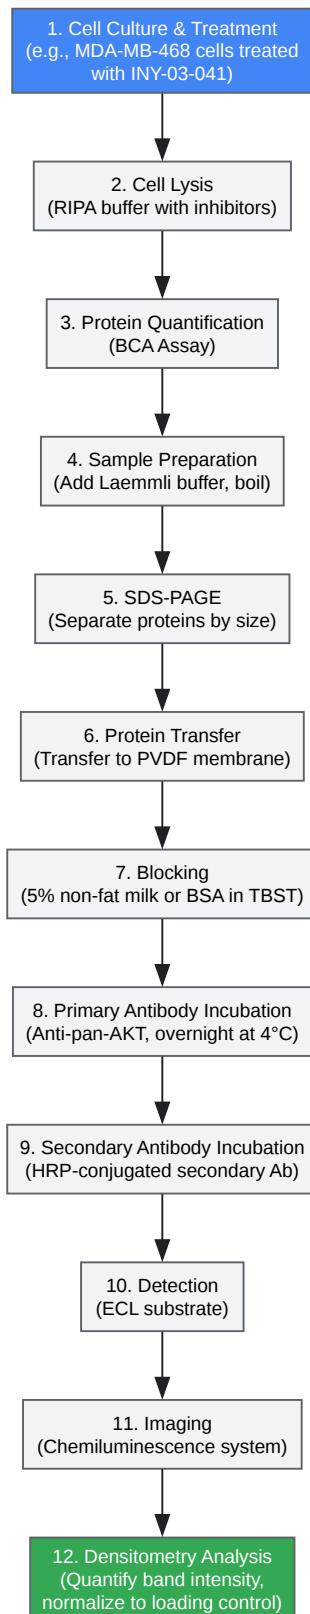 1. Cell Culture & Treatment
(e.g., MDA-MB-468 cells treated
with INY-03-041)
2. Cell Lysis
(RIPA buffer with inhibitors)
3. Protein Quantification
(BCA Assay)
4. Sample Preparation
(Add Laemmli buffer, boil)
5. SDS-PAGE
(Separate proteins by size)
6. Protein Transfer
(Transfer to PVDF membrane)
7. Blocking
(5% non-fat milk or BSA in TBST)
8. Primary Antibody Incubation
(Anti-pan-AKT, overnight at 4°C)
9. Secondary Antibody Incubation
(HRP-conjugated secondary Ab)
10. Detection
(ECL substrate)
11. Imaging
(Chemiluminescence system)
12. Densitometry Analysis
(Quantify band intensity,
normalize to loading control)